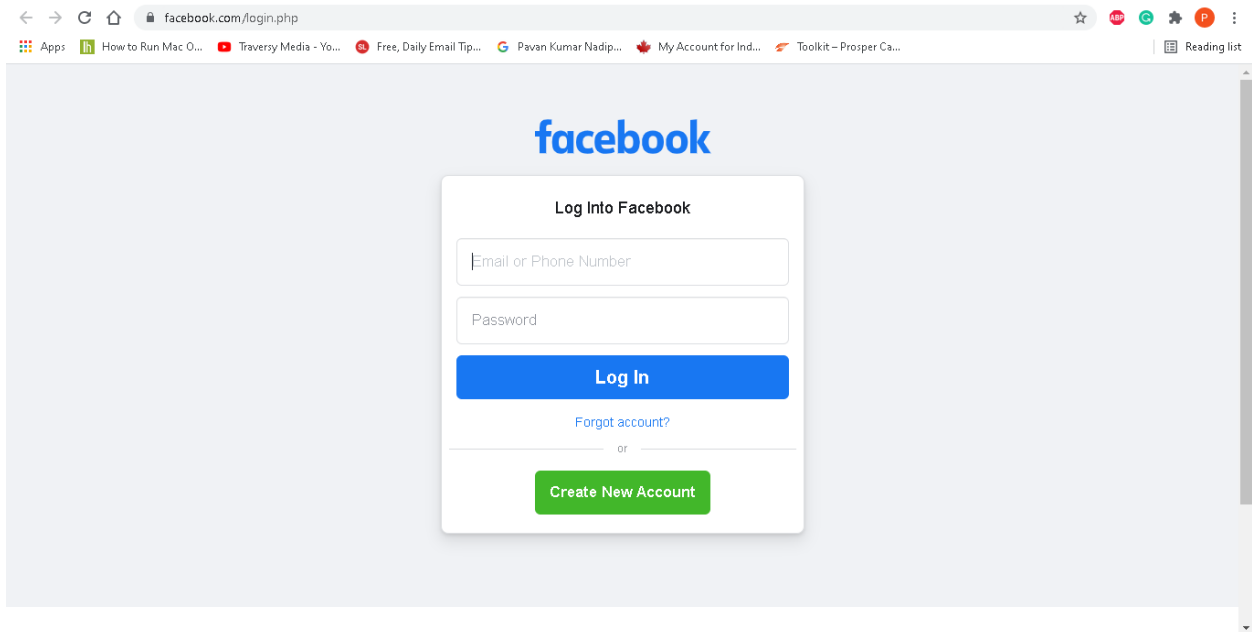 facebook.com/login.php
ABP
P
Apps
How to Run Mac O...
Traversy Media - Yo...
SL
Free, Daily Email Tip...
G
Pavan Kumar Nadip...
My Account for Ind...
Toolkit – Prosper Ca...
Reading list
facebook
Log Into Facebook
Email or Phone Number
Password
Log In
Forgot account?
or
Create New Account